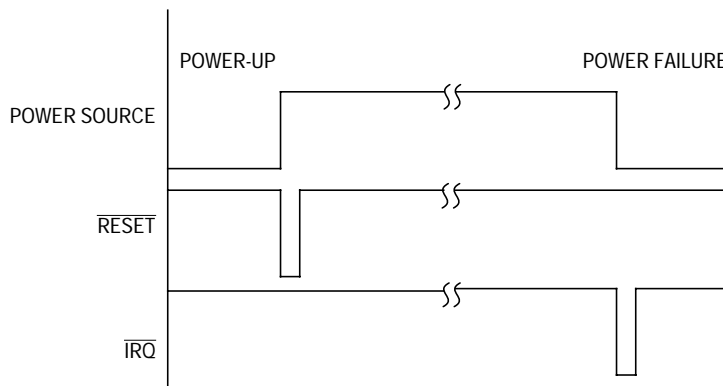 POWER-UP
POWER FAILURE
POWER SOURCE
RESET
IRQ